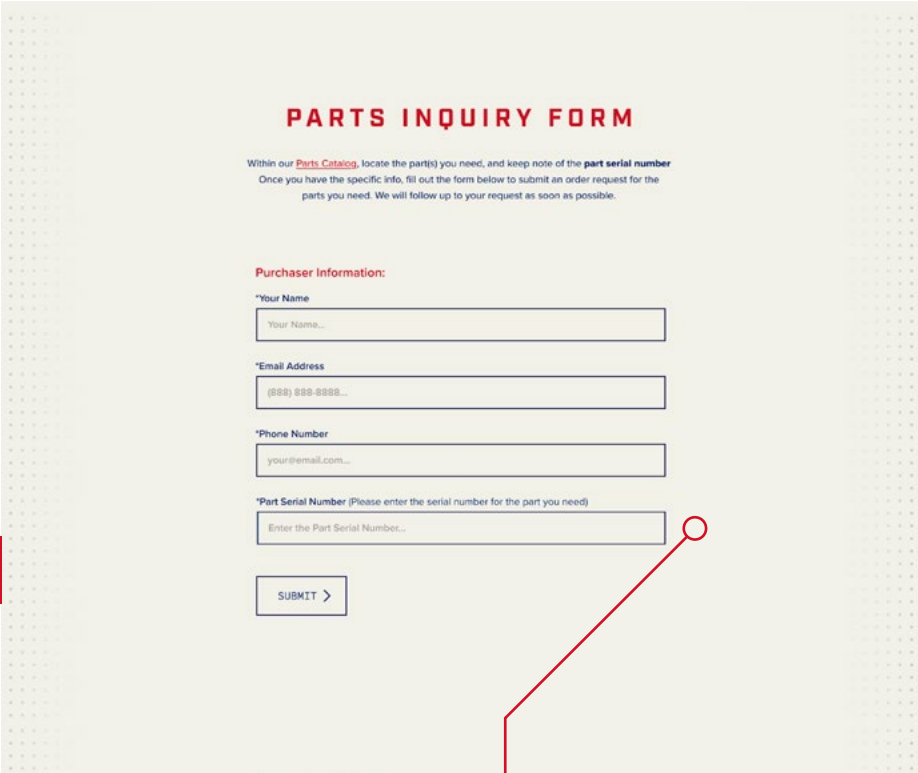 PARTS INQUIRY FORM
Within our Parts Catalog, locate the part(s) you need, and keep note of the part serial number
Once you have the specific info, fill out the form below to submit an order request for the
parts you need. We will follow up to your request as soon as possible.
Purchaser Information:
*Your Name
Your Name...
*Email Address
(888) 888-8888...
*Phone Number
your@email.com...
*Part Serial Number (Please enter the serial number for the part you need)
Enter the Part Serial Number...
SUBMIT